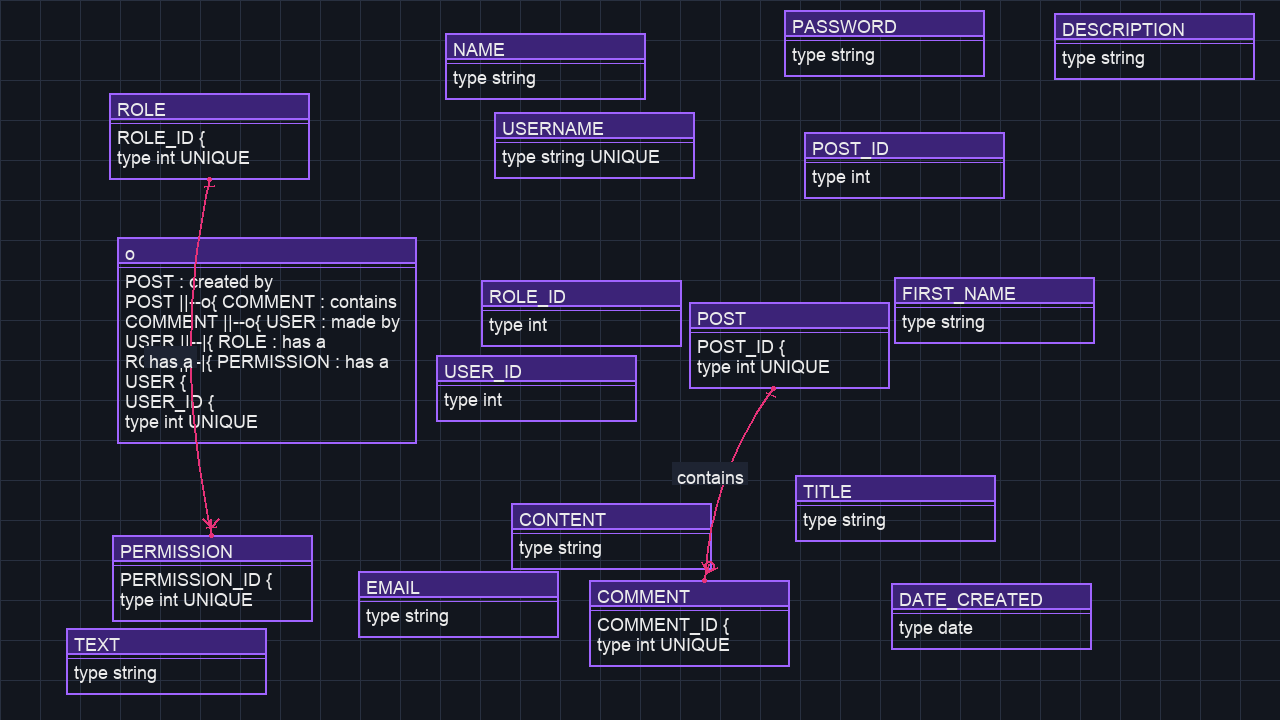 PASSWORD
type string
DESCRIPTION
type string
NAME
type string
ROLE
ROLE_ID {
type int UNIQUE
USERNAME
type string UNIQUE
POST_ID
type int
o
POST : created by
POST ||--o{ COMMENT : contains
COMMENT ||--o{ USER : made by
USER ||--|{ ROLE : has a
has a -|{ PERMISSION : has a
USER {
USER_ID {
type int UNIQUE
ROLE_ID
type int
FIRST_NAME
type string
POST
POST_ID {
type int UNIQUE
USER_ID
type int
contains
TITLE
type string
CONTENT
type string
PERMISSION
PERMISSION_ID {
type int UNIQUE
EMAIL
type string
COMMENT
COMMENT_ID {
type int UNIQUE
DATE_CREATED
type date
TEXT
type string